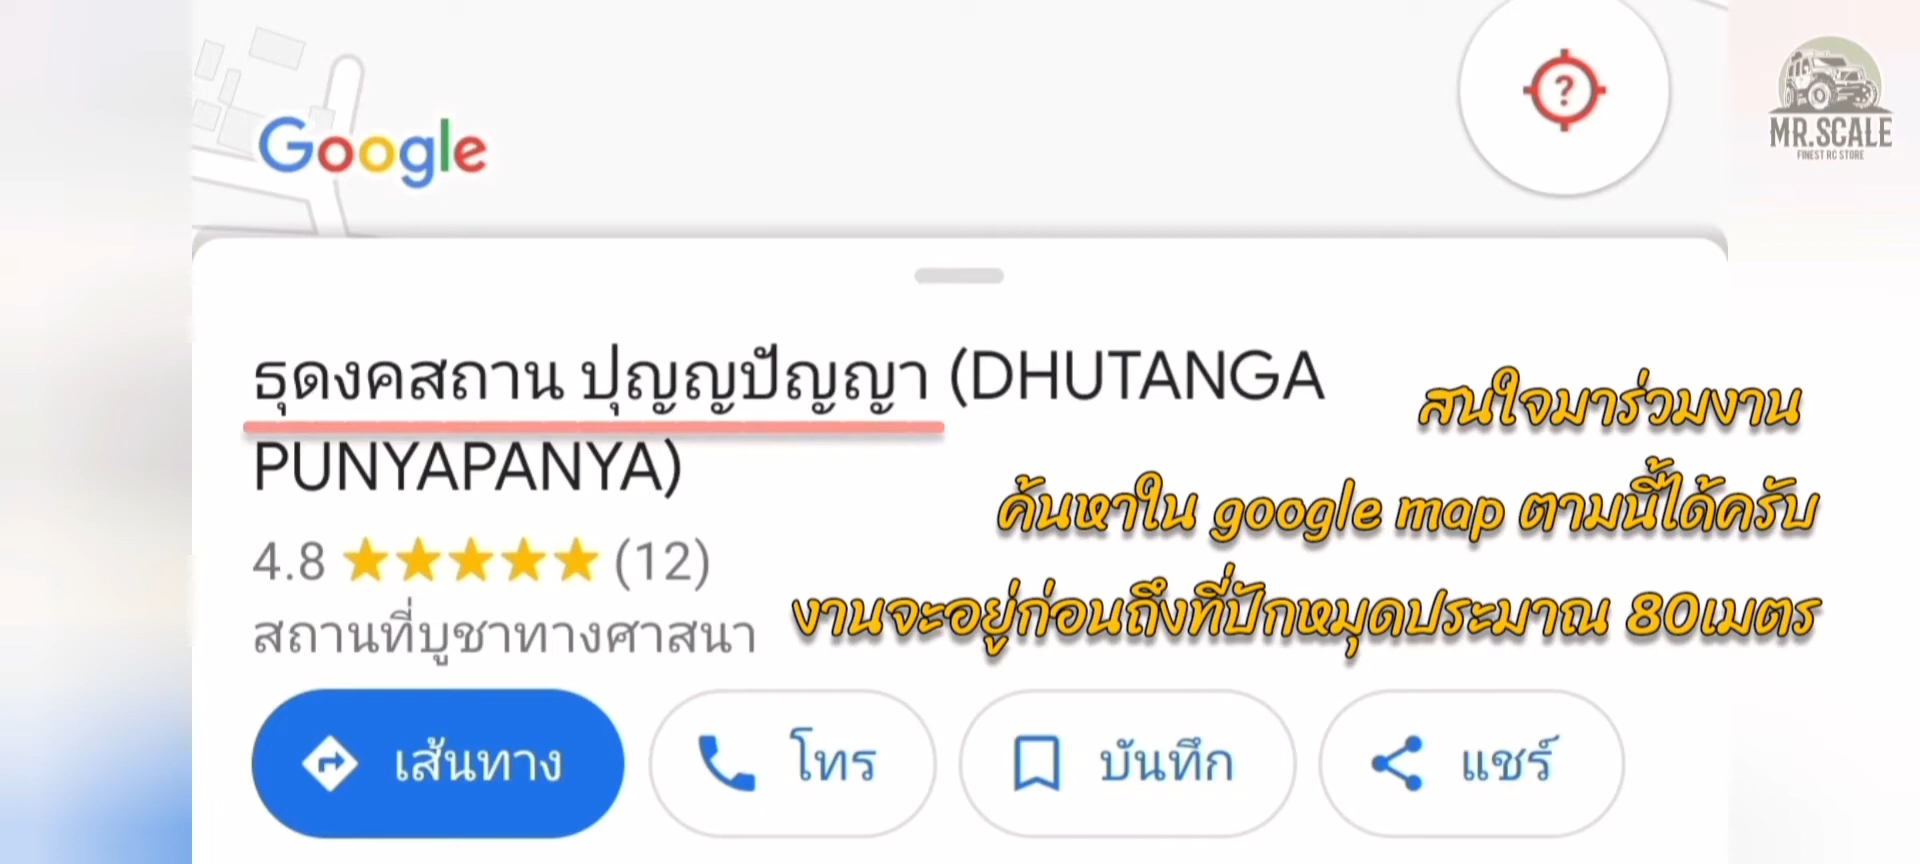 Google
?
MR.SCALE
FINEST RC STORE
ธุดงคสถาน ปุญญปัญญา (DHUTANGA
PUNYAPANYA)
4.8 ★★★★★ (12)
สถานที่บูชาทางศาสนา
สนใจมาร่วมงาน
ค้นหาใน google map ตามนี้ได้ครับ
งานจะอยู่ก่อนถึงที่ปักหมุดประมาณ 80เมตร
เส้นทาง
โทร
บันทึก
แชร์